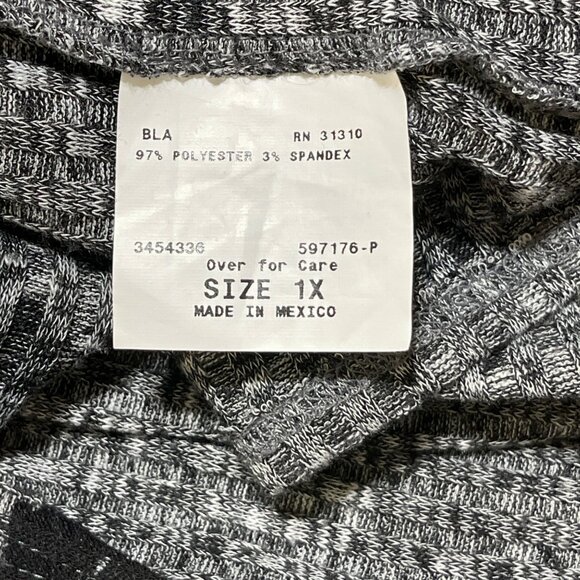 BLA RN 31310
97% POLYESTER 3% SPANDEX
3454336 597176-P
Over for Care
SIZE 1X
MADE IN MEXICO